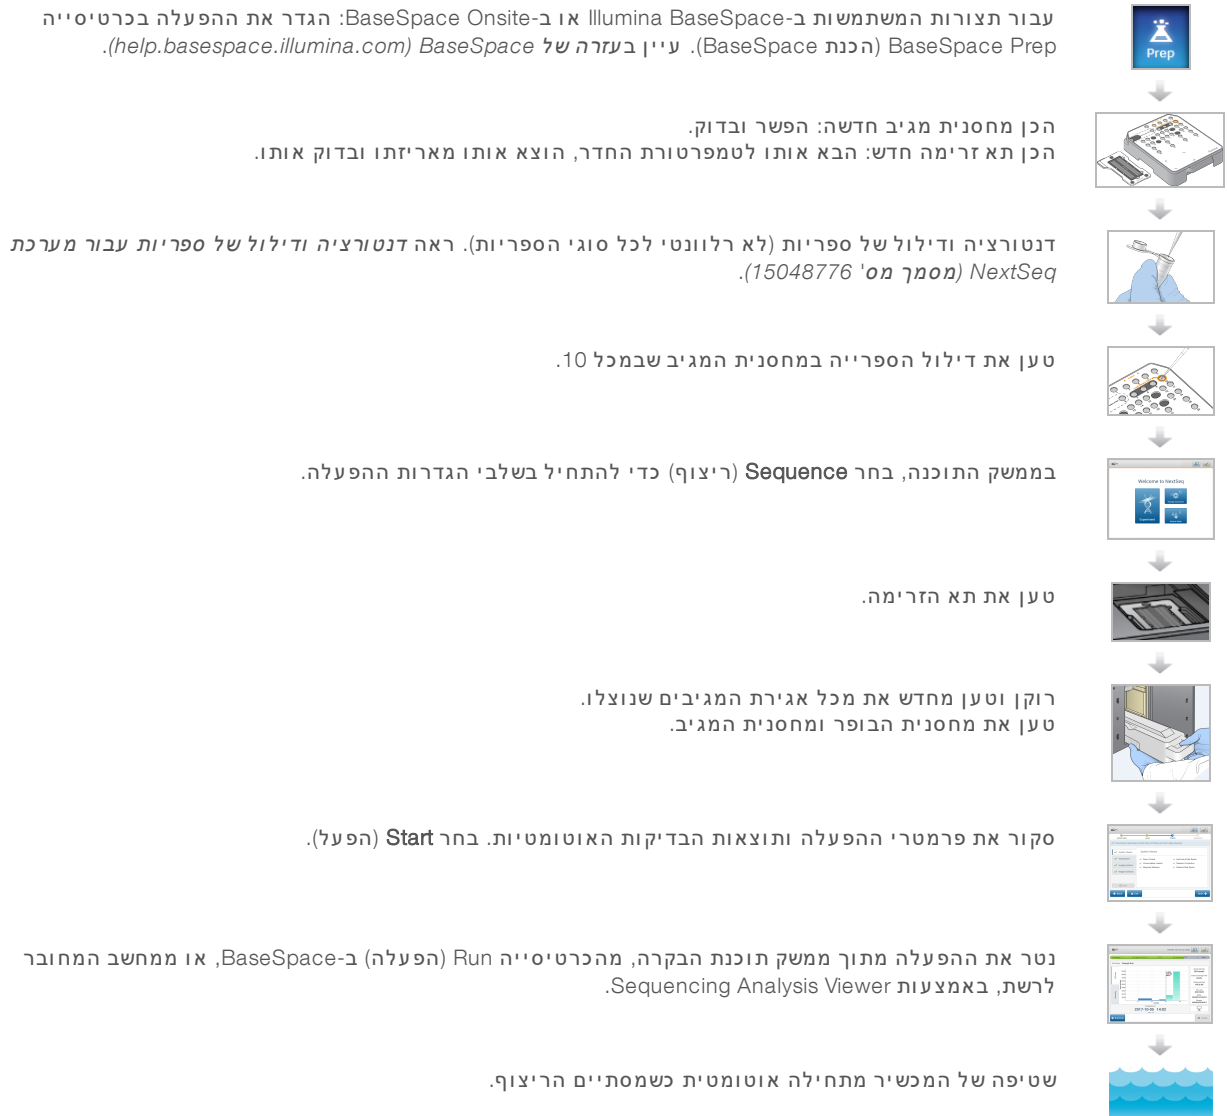 עבור תצורות המשתמשות ב-Illumina BaseSpace או ב-BaseSpace Onsite: הגדר את ההפעלה בכרטיסייה
BaseSpace Prep (הכנת BaseSpace). עיין בעזרה של BaseSpace (help.basespace.illumina.com).
Prep
הכן מחסנית מגיב חדשה: הפשר ובדוק.
הכן תא זרימה חדש: הבא אותו לטמפרטורת החדר, הוצא אותו מאריזתו ובדוק אותו.
דנטורציה ודילול של ספריות (לא רלוונטי לכל סוגי הספריות). ראה דנטורציה ודילול של ספריות עבור מערכת
NextSeq (מסמך מס' 15048776).
טען את דילול הספרייה במחסנית המגיב שבמכל 10.
בממשק התוכנה, בחר Sequence (ריצוף) כדי להתחיל בשלבי הגדרות ההפעלה.
Welcome to NextSeq
Experiment
טען את תא הזרימה.
רוקן וטען מחדש את מכל אגירת המגיבים שנוצלו.
טען את מחסנית הבופר ומחסנית המגיב.
סקור את פרמטרי ההפעלה ותוצאות הבדיקות האוטומטיות. בחר Start (הפעל).
נטר את ההפעלה מתוך ממשק תוכנת הבקרה, מהכרטיסייה Run (הפעלה) ב-BaseSpace, או ממחשב המחובר
לרשת, באמצעות Sequencing Analysis Viewer.
שטיפה של המכשיר מתחילה אוטומטית כשמסתיים הריצוף.